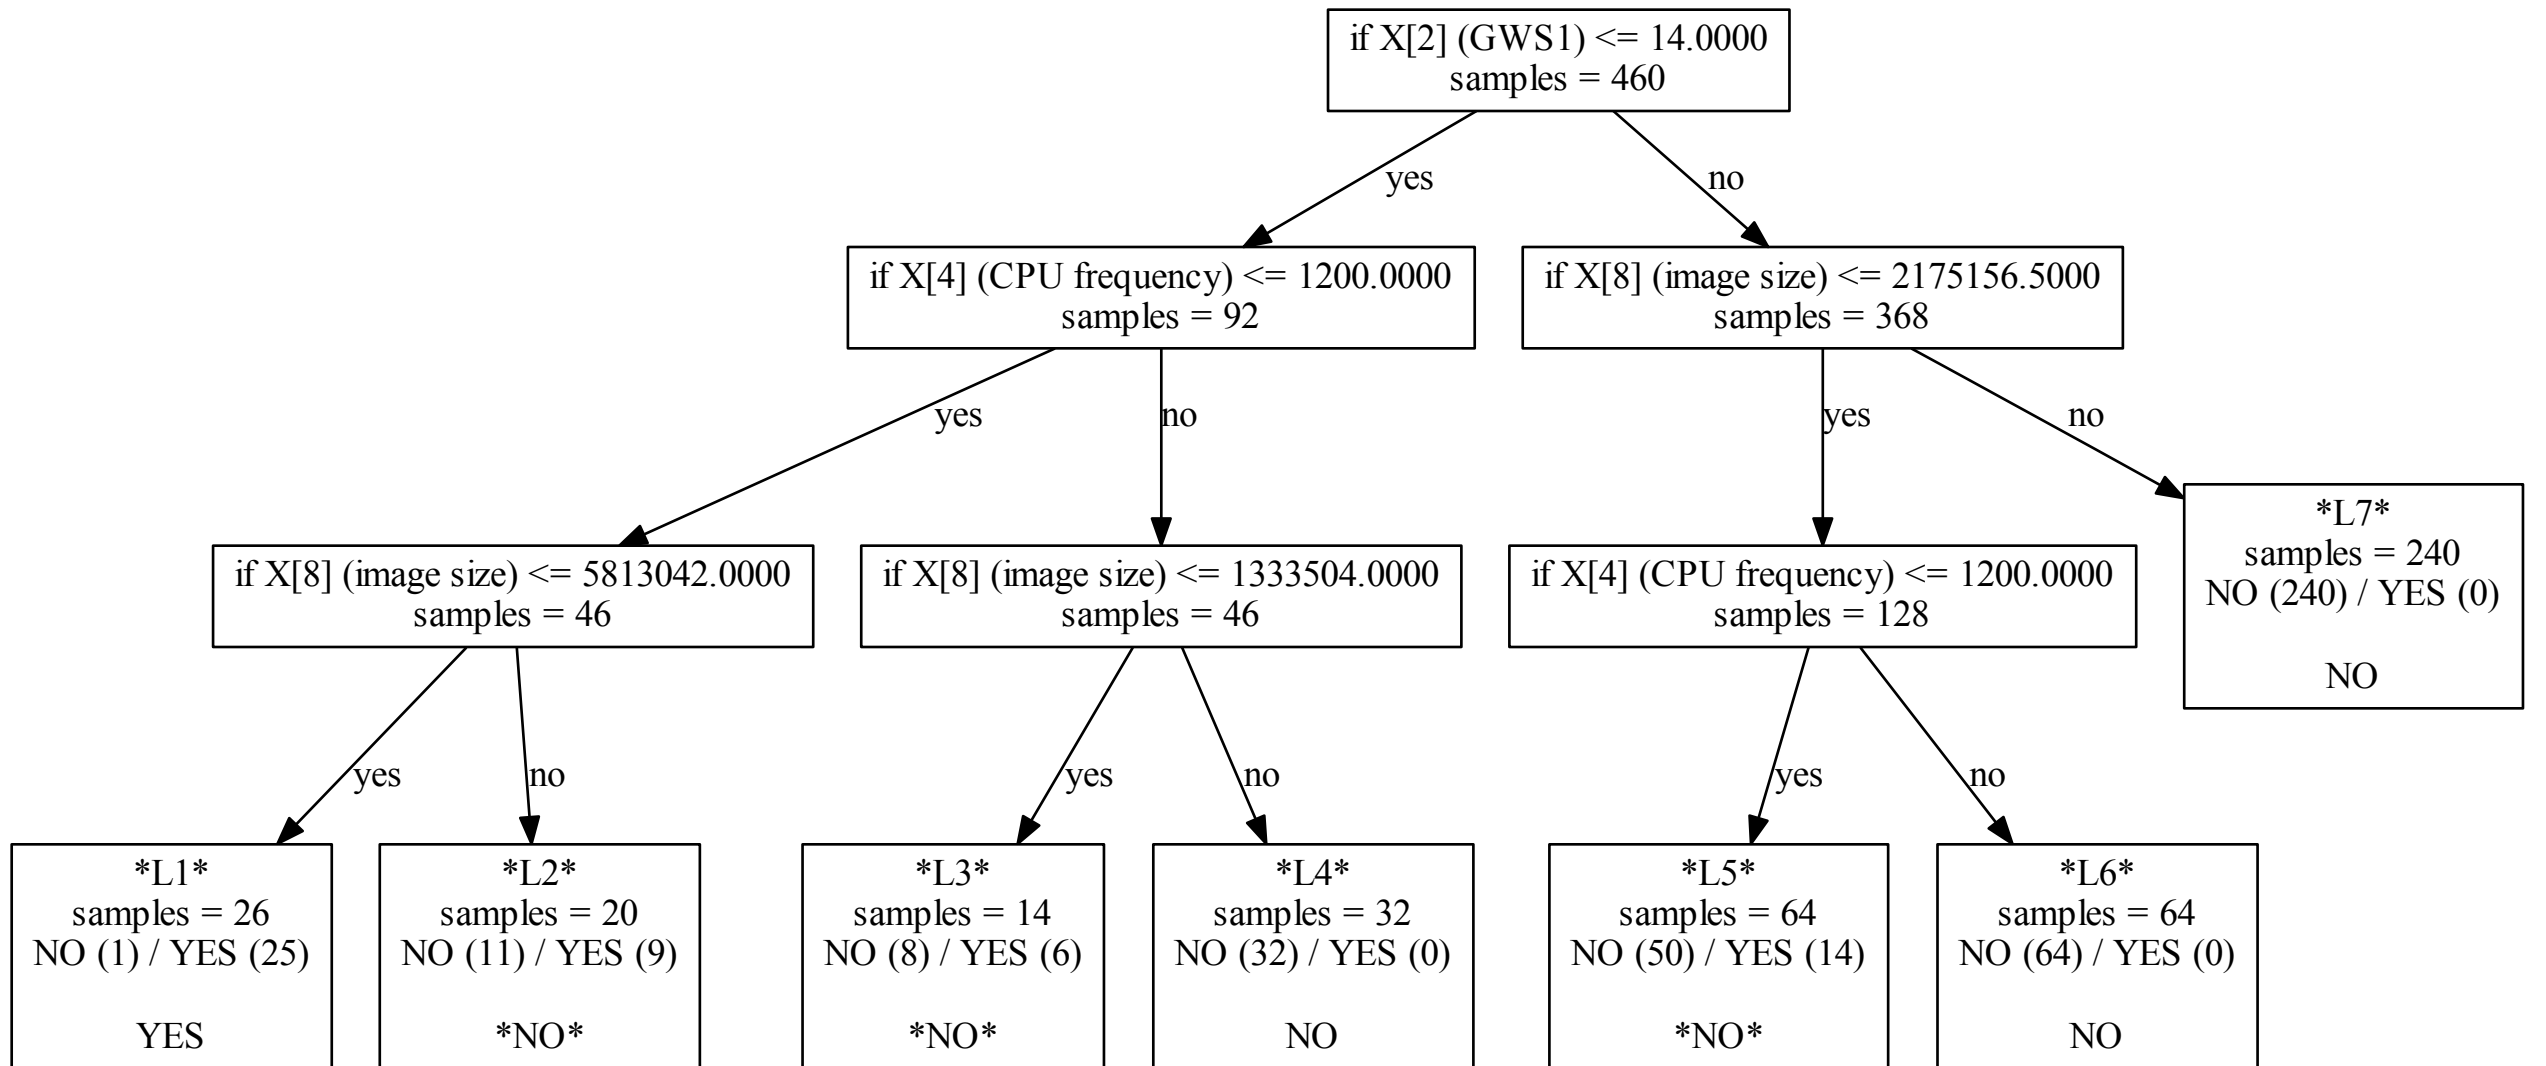 if X[2] (GWS1) <= 14.0000
samples = 460
yes
no
if X[4] (CPU frequency) <= 1200.0000
samples = 92
if X[8] (image size) <= 2175156.5000
samples = 368
yes
no
yes
no
if X[8] (image size) <= 5813042.0000
samples = 46
if X[8] (image size) <= 1333504.0000
samples = 46
if X[4] (CPU frequency) <= 1200.0000
samples = 128
*L7*
samples = 240
NO (240) / YES (0)
NO
yes
no
yes
no
yes
no
*L1*
samples = 26
NO (1) / YES (25)
YES
*L2*
samples = 20
NO (11) / YES (9)
*NO*
*L3*
samples = 14
NO (8) / YES (6)
*NO*
*L4*
samples = 32
NO (32) / YES (0)
NO
*L5*
samples = 64
NO (50) / YES (14)
*NO*
*L6*
samples = 64
NO (64) / YES (0)
NO